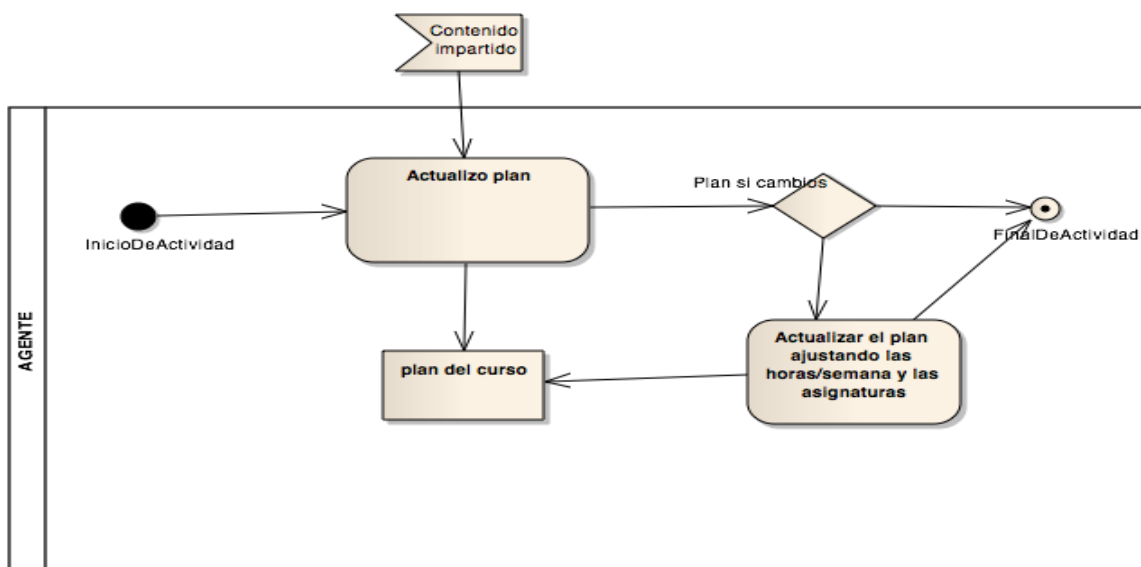 Contenido
impartido
AGENTE
Actualizo plan
Plan si cambios
InicioDeActividad
FinalDeActividad
plan del curso
Actualizar el plan
ajustando las
horas/semana y las
asignaturas